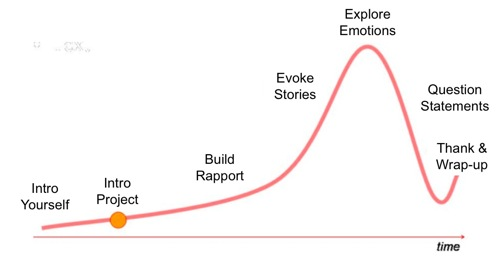 Explore
Emotions
Evoke
Stories
Question
Statements
Build
Rapport
Thank &
Wrap-up
Intro
Yourself
Intro
Project
time